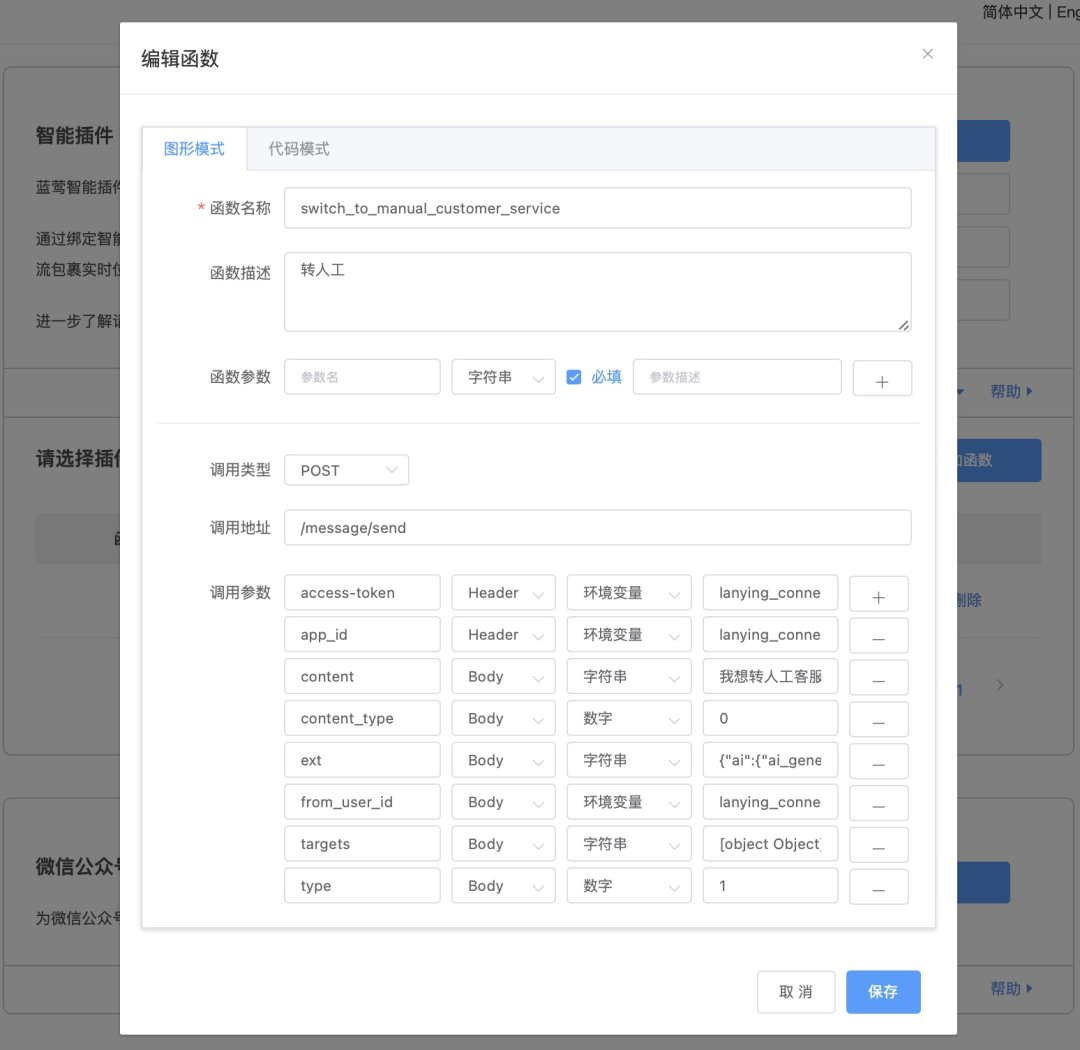 简体中文 | Eng
编辑函数
智能插件
蓝莺智能插件
通过绑定智能
流包裹实时位
进一步了解请
图形模式
代码模式
* 函数名称
switch_to_manual_customer_service
函数描述
转人工
函数参数
参数名
字符串
必填
参数描述
帮助
请选择插件
加函数
调用类型
POST
调用地址
/message/send
调用参数
access-token Header 环境变量 lanying_conne
app_id Header 环境变量 lanying_conne
删除
content Body 字符串 我想转人工客服
1
content_type Body 数字 0
ext Body 字符串 {"ai":{"ai_gene
from_user_id Body 环境变量 lanying_conne
targets Body 字符串 [object Object]
type Body 数字 1
微信公众号
为微信公众号
取 消
保存
帮助